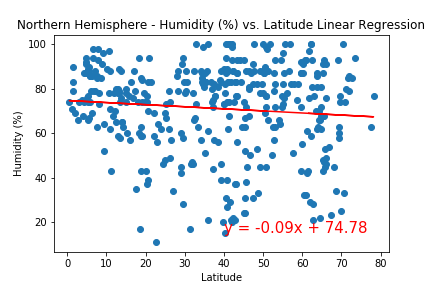 Northern Hemisphere - Humidity (%) vs. Latitude Linear Regression
100
80
60
40
20
Humidity (%)
y = -0.09x + 74.78
0 10 20 30 40 50 60 70 80
Latitude